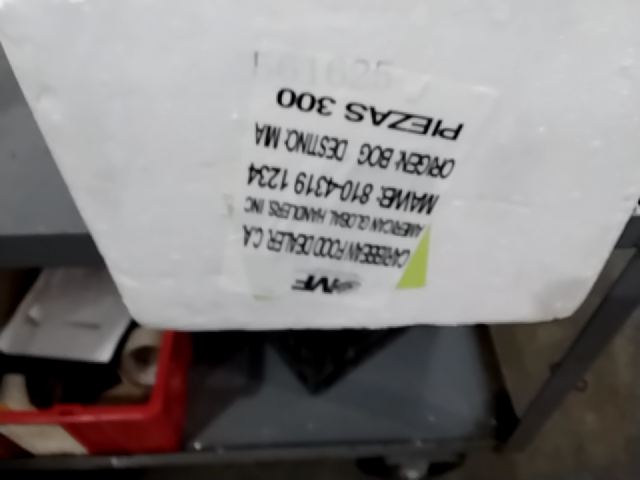 CARIBBEAN FOOD DEALER. C.A
AMERICAN GLOBAL HANDLERS INC
MAWB: 810-4319 1234
ORIGEN: BOG DESTINO: MIA
PIEZAS 300